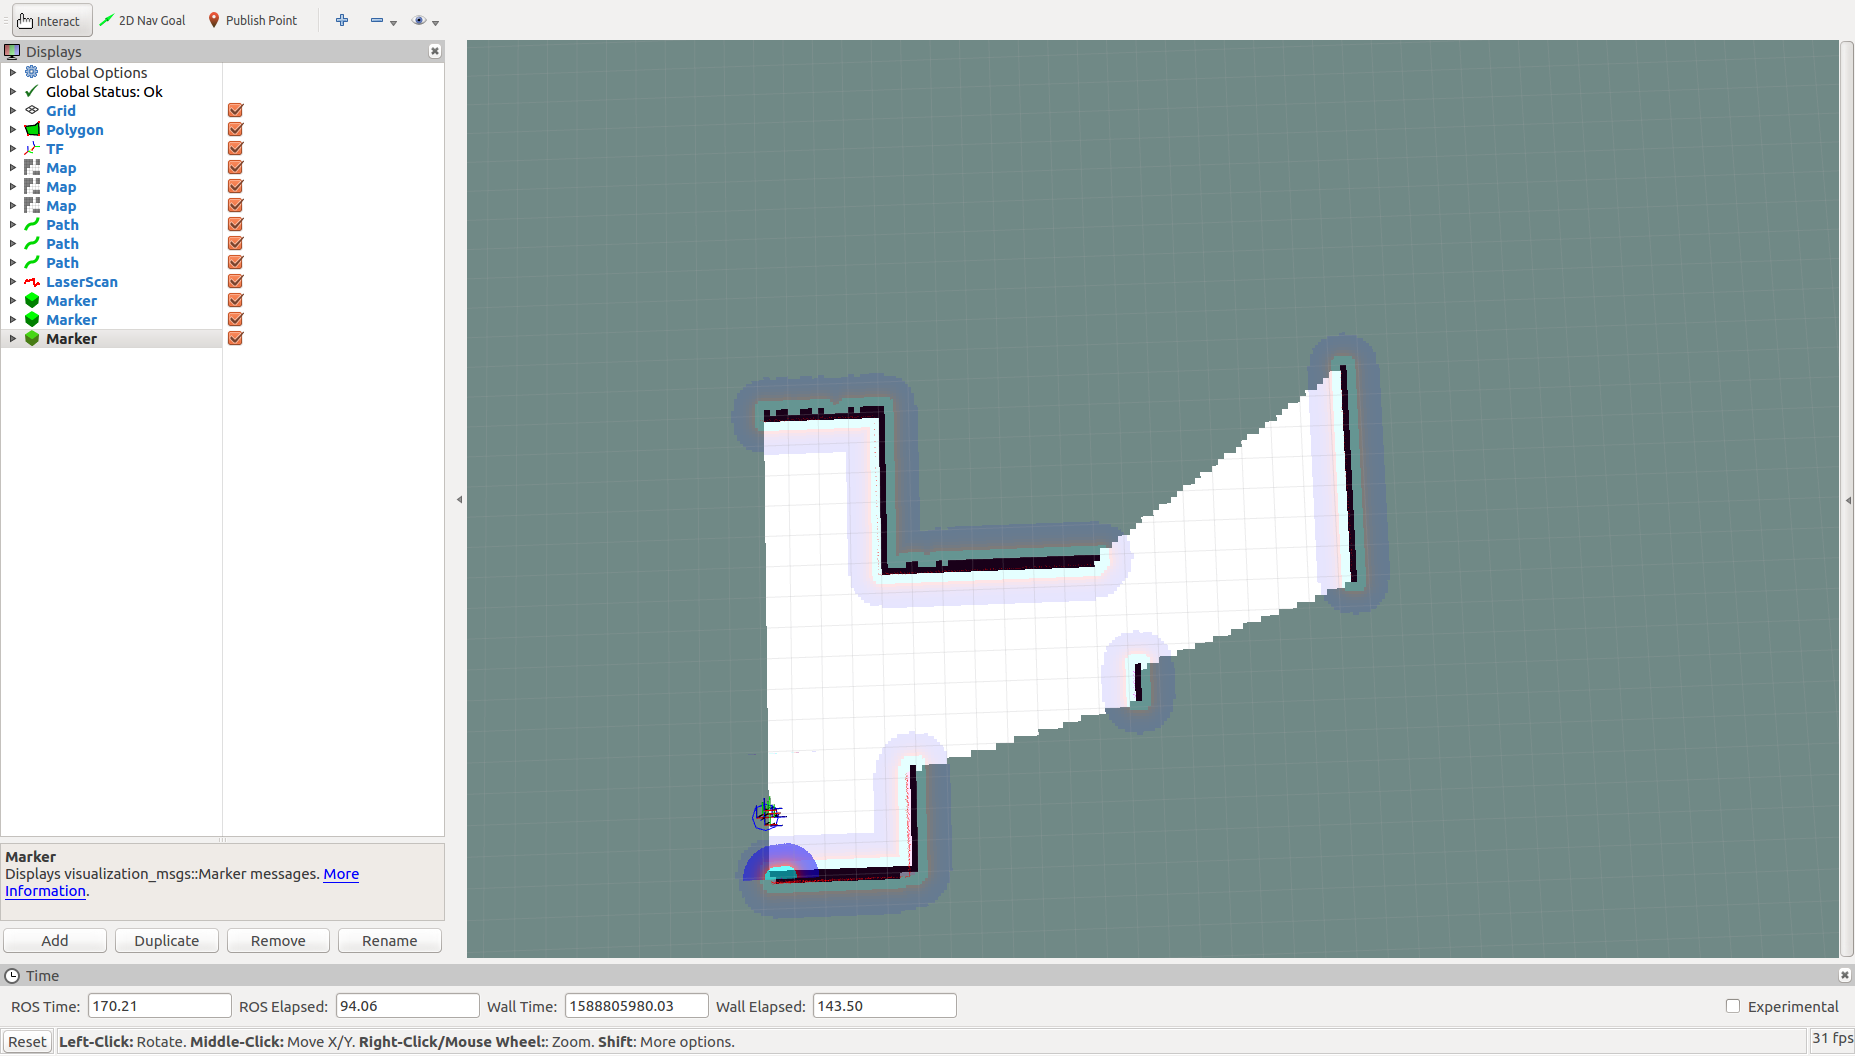 Interact 2D Nav Goal Publish Point
Displays
Global Options
Global Status: Ok
Grid
Polygon
TF
Map
Map
Map
Path
Path
Path
LaserScan
Marker
Marker
Marker
Marker
Displays visualization_msgs::Marker messages. More
Information.
Add Duplicate Remove Rename
Time
ROS Time: 170.21 ROS Elapsed: 94.06 Wall Time: 1588805980.03 Wall Elapsed: 143.50 Experimental
Reset Left-Click: Rotate. Middle-Click: Move X/Y. Right-Click/Mouse Wheel:: Zoom. Shift: More options. 31 fps